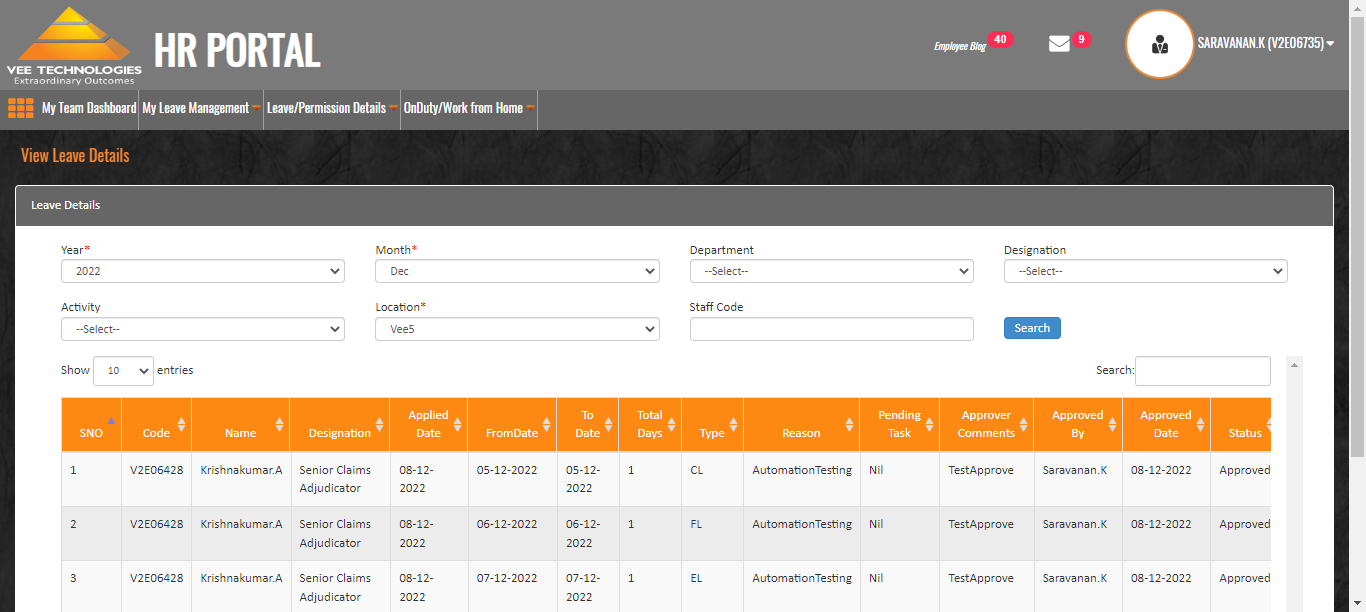 VEE TECHNOLOGIES
Extraordinary Outcomes
HR PORTAL
Employee Blog 40
9
SARAVANAN.K (V2E06735)
My Team Dashboard My Leave Management Leave/Permission Details OnDuty/Work from Home
View Leave Details
Leave Details
Year* Month* Department Designation
2022 Dec --Select-- --Select--
Activity Location* Staff Code
--Select-- Vee5 Search
Show 10 entries Search:
SNO Code Name Designation Applied Date FromDate To Date Total Days Type Reason Pending Task Approver Comments Approved By Approved Date Status
1 V2E06428 Krishnakumar.A Senior Claims Adjudicator 08-12-2022 05-12-2022 05-12-2022 1 CL AutomationTesting Nil TestApprove Saravanan.K 08-12-2022 Approved
2 V2E06428 Krishnakumar.A Senior Claims Adjudicator 08-12-2022 06-12-2022 06-12-2022 1 FL AutomationTesting Nil TestApprove Saravanan.K 08-12-2022 Approved
3 V2E06428 Krishnakumar.A Senior Claims Adjudicator 08-12-2022 07-12-2022 07-12-2022 1 EL AutomationTesting Nil TestApprove Saravanan.K 08-12-2022 Approved